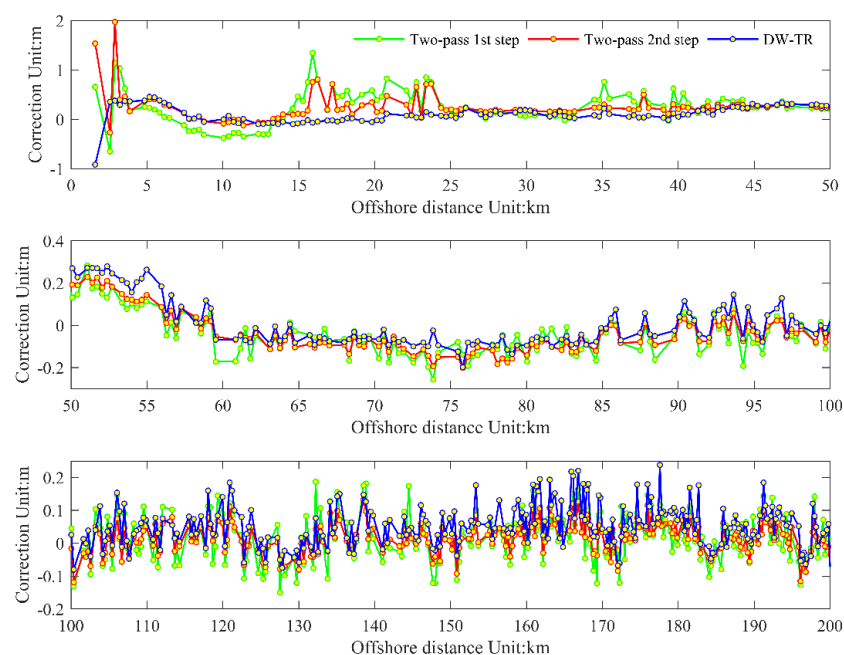 Two-pass 1st step Two-pass 2nd step DW-TR
Correction Unit:m
2
1
0
-1
0 5 10 15 20 25 30 35 40 45 50
Offshore distance Unit:km
Correction Unit:m
0.4
0.2
0
-0.2
50 55 60 65 70 75 80 85 90 95 100
Offshore distance Unit:km
Correction Unit:m
0.2
0.1
0
-0.1
0.2
100 110 120 130 140 150 160 170 180 190 200
Offshore distance Unit:km